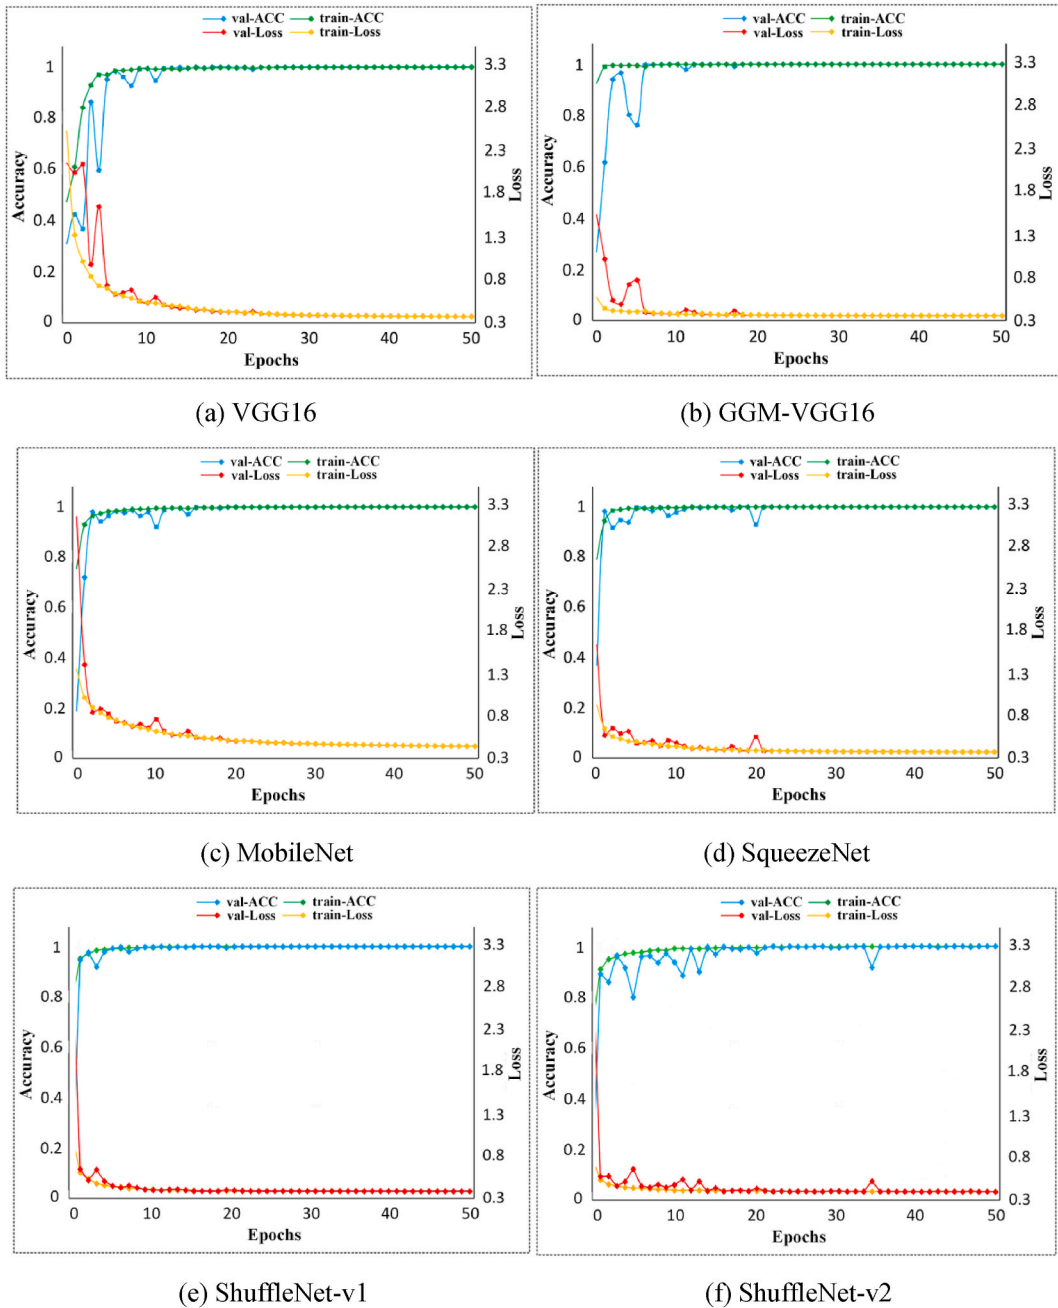 val-ACC train-ACC
val-Loss train-Loss
1 0.8 0.6 0.4 0.2 0
Accuracy
3.3 2.8 2.3 1.8 1.3 0.8 0.3
Loss
0 10 20 30 40 50
Epochs
(a) VGG16
val-ACC train-ACC
val-Loss train-Loss
1 0.8 0.6 0.4 0.2 0
Accuracy
3.3 2.8 2.3 1.8 1.3 0.8 0.3
Loss
0 10 20 30 40 50
Epochs
(b) GGM-VGG16
val-ACC train-ACC
val-Loss train-Loss
1 0.8 0.6 0.4 0.2 0
Accuracy
3.3 2.8 2.3 1.8 1.3 0.8 0.3
Loss
0 10 20 30 40 50
Epochs
(c) MobileNet
val-ACC train-ACC
val-Loss train-Loss
1 0.8 0.6 0.4 0.2 0
Accuracy
3.3 2.8 2.3 1.8 1.3 0.8 0.3
Loss
0 10 20 30 40 50
Epochs
(d) SqueezeNet
val-ACC train-ACC
val-Loss train-Loss
1 0.8 0.6 0.4 0.2 0
Accuracy
3.3 2.8 2.3 1.8 1.3 0.8 0.3
Loss
0 10 20 30 40 50
Epochs
(e) ShuffleNet-v1
val-ACC train-ACC
val-Loss train-Loss
1 0.8 0.6 0.4 0.2 0
Accuracy
3.3 2.8 2.3 1.8 1.3 0.8 0.3
Loss
0 10 20 30 40 50
Epochs
(f) ShuffleNet-v2